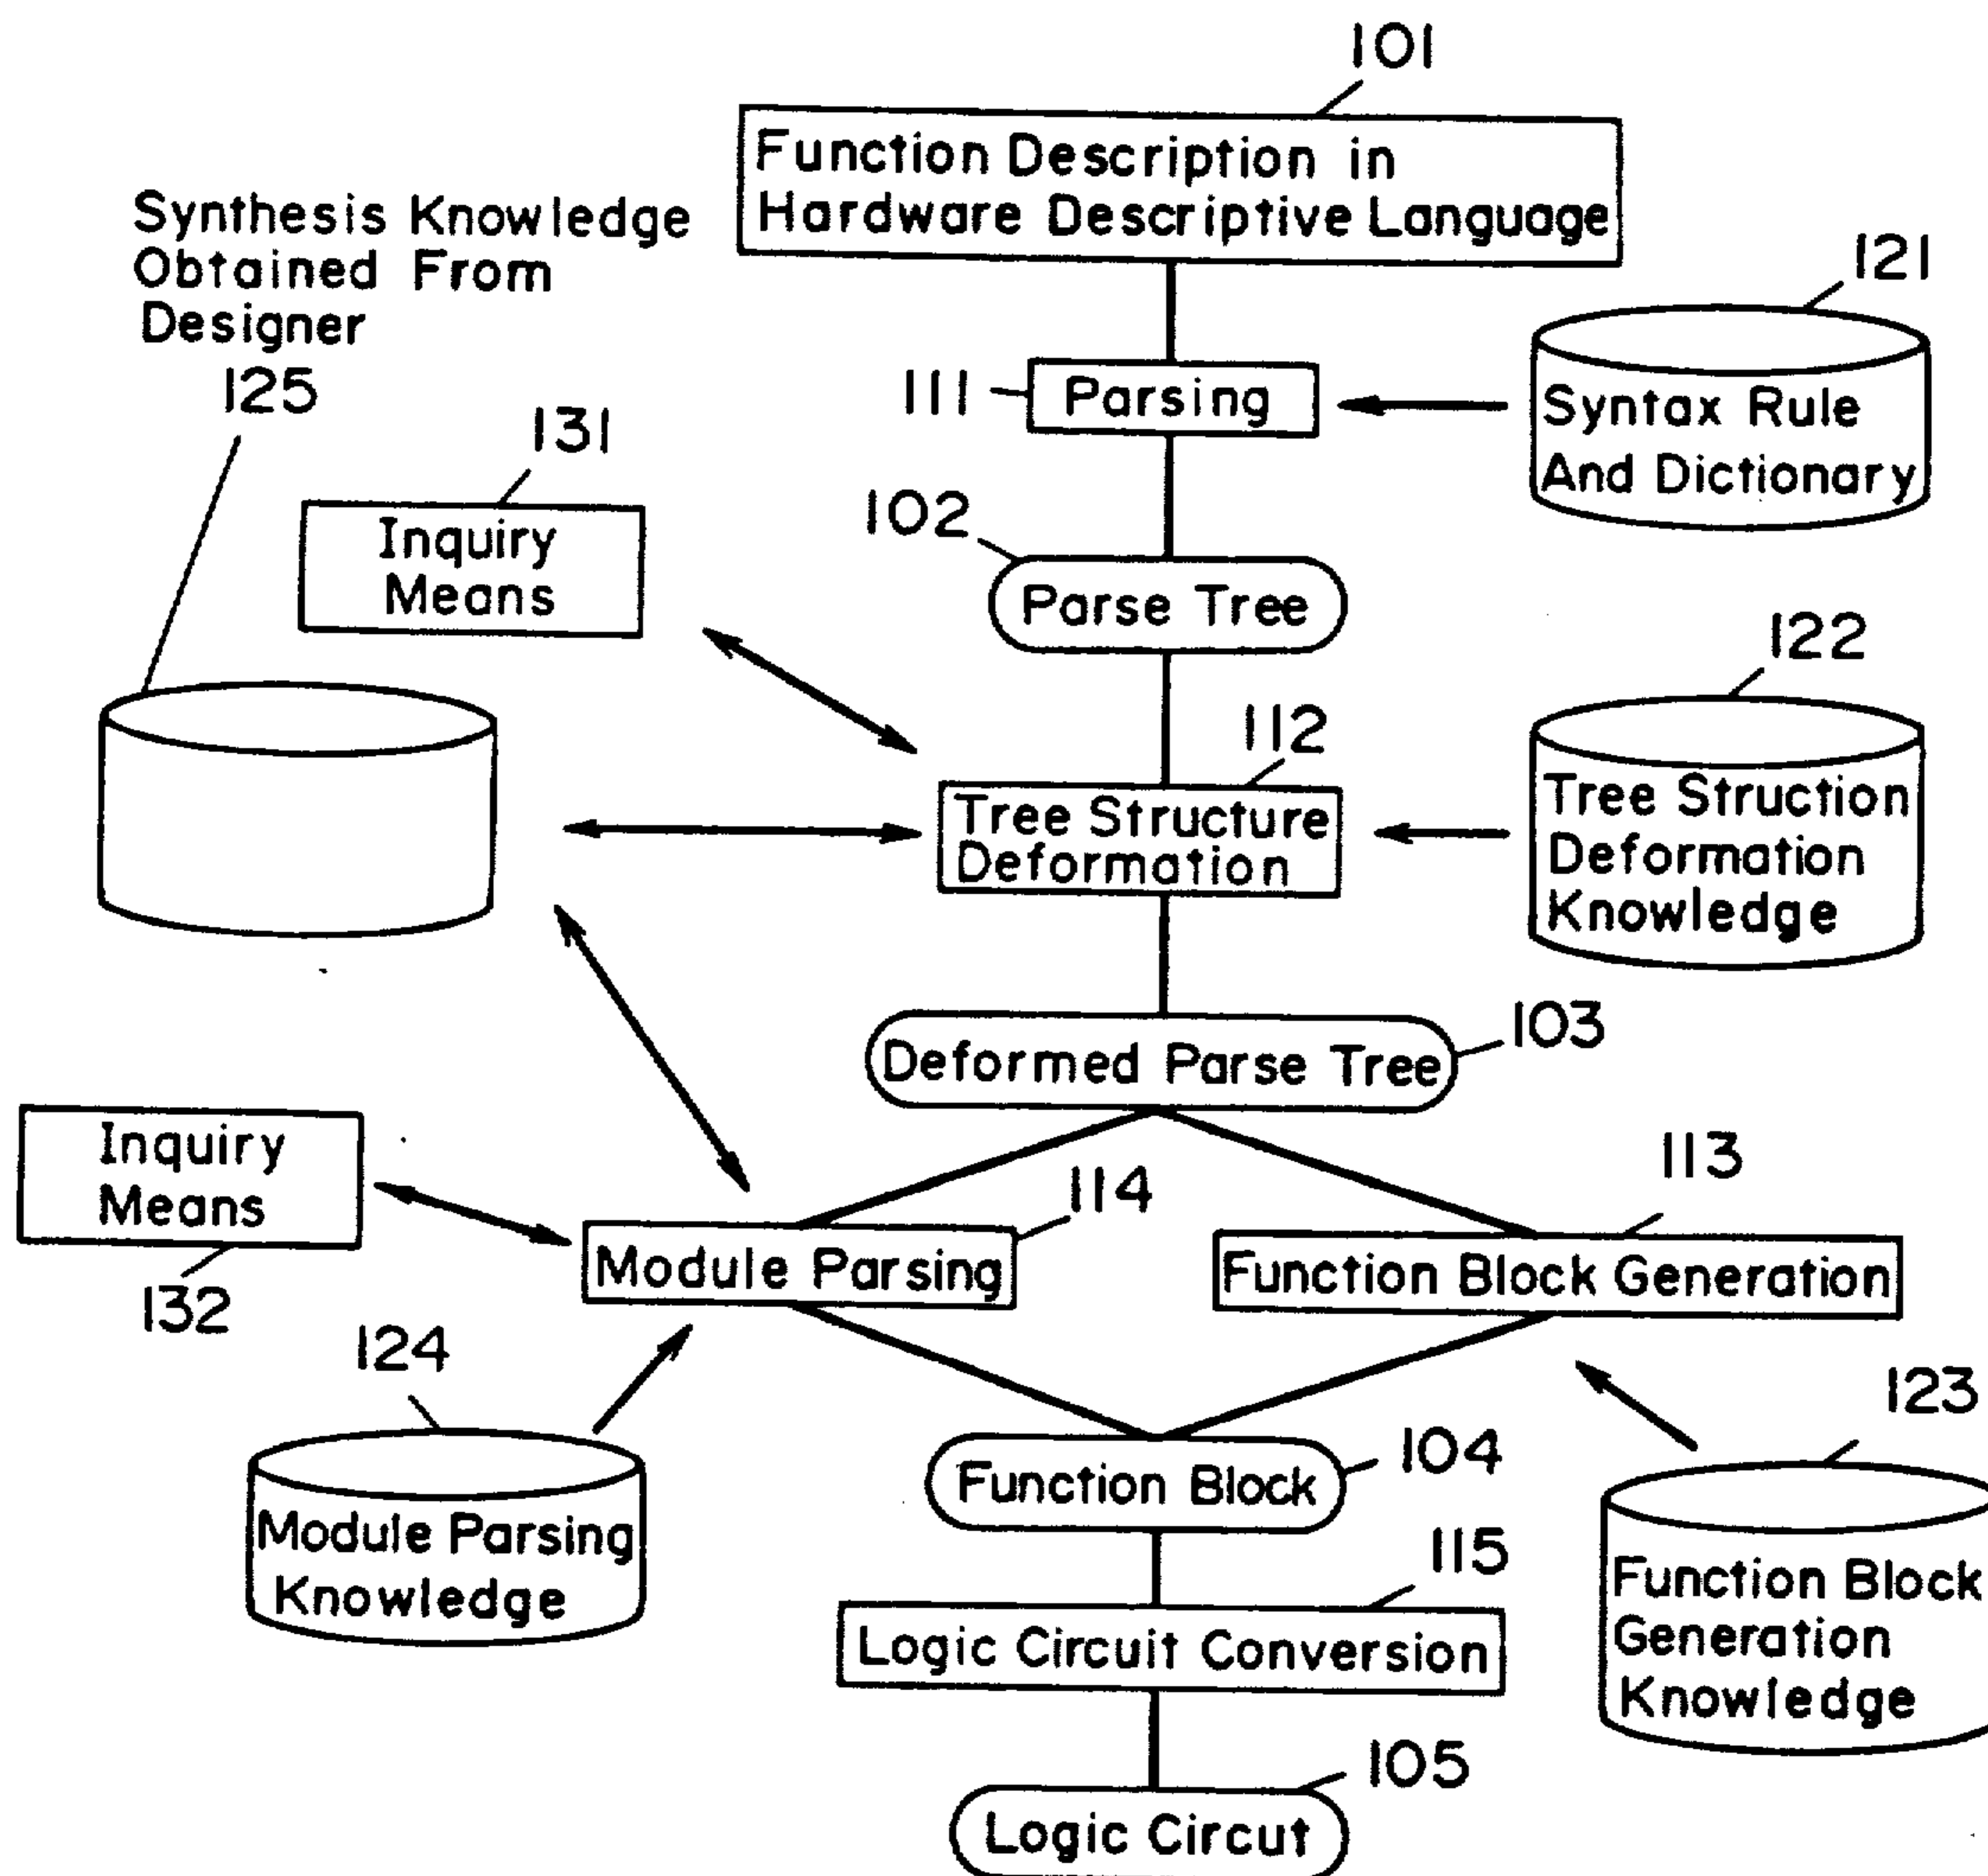 101
Function Description in
Hardware Descriptive Language
Synthesis Knowledge
Obtained From
Designer
125
121
Syntax Rule
And Dictionary
111
Parsing
131
Inquiry
Means
102
Parse Tree
122
Tree Struction
Deformation
Knowledge
112
Tree Structure
Deformation
103
Deformed Parse Tree
Inquiry
Means
132
114
Module Parsing
113
Function Block Generation
124
Module Parsing
Knowledge
104
Function Block
123
Function Block
Generation
Knowledge
115
Logic Circuit Conversion
105
Logic Circut